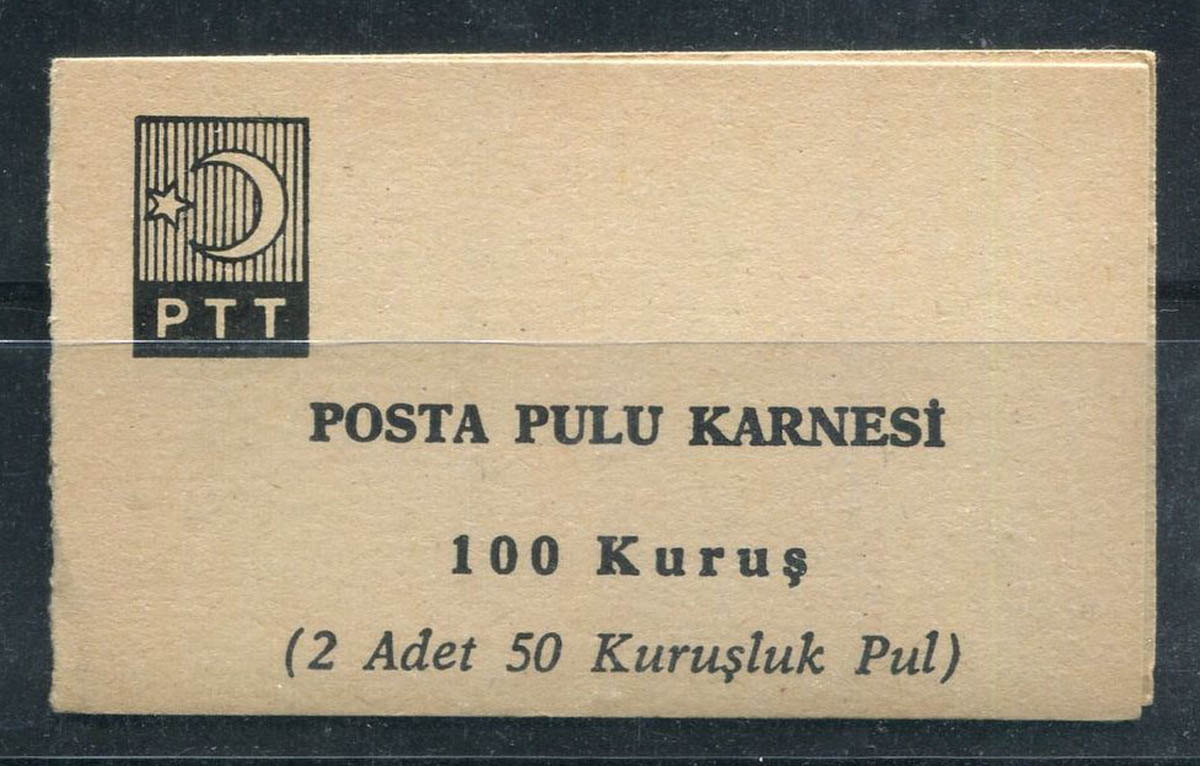 PTT
POSTA PULU KARNESİ
100 Kuruş
(2 Adet 50 Kuruşluk Pul)